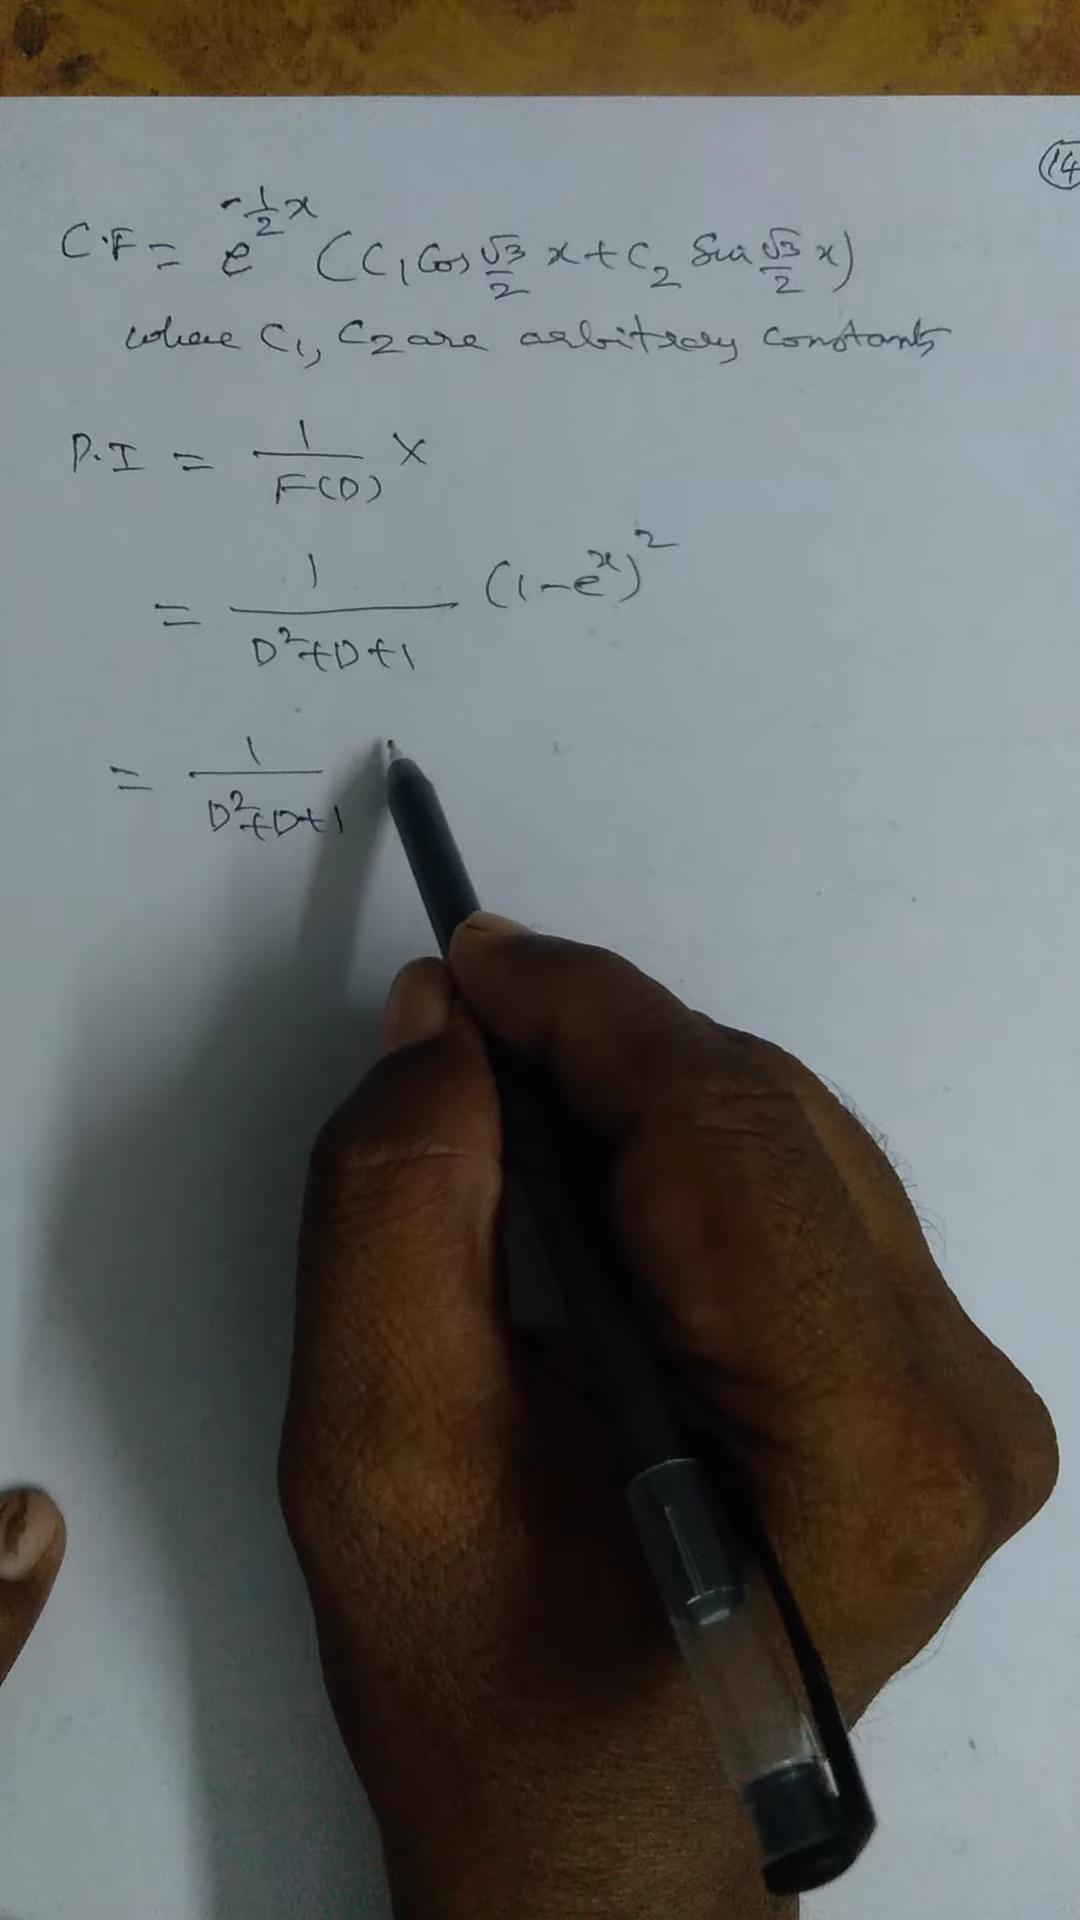 14
C.F = e^{-1/2 x} (C₁ Cos √3/2 x + C₂ Sin √3/2 x)
where C₁, C₂ are arbitrary constants
P.I = 1/F(D) X
= 1/(D²+D+1) (1-e^x)²
= 1/(D²+D+1)